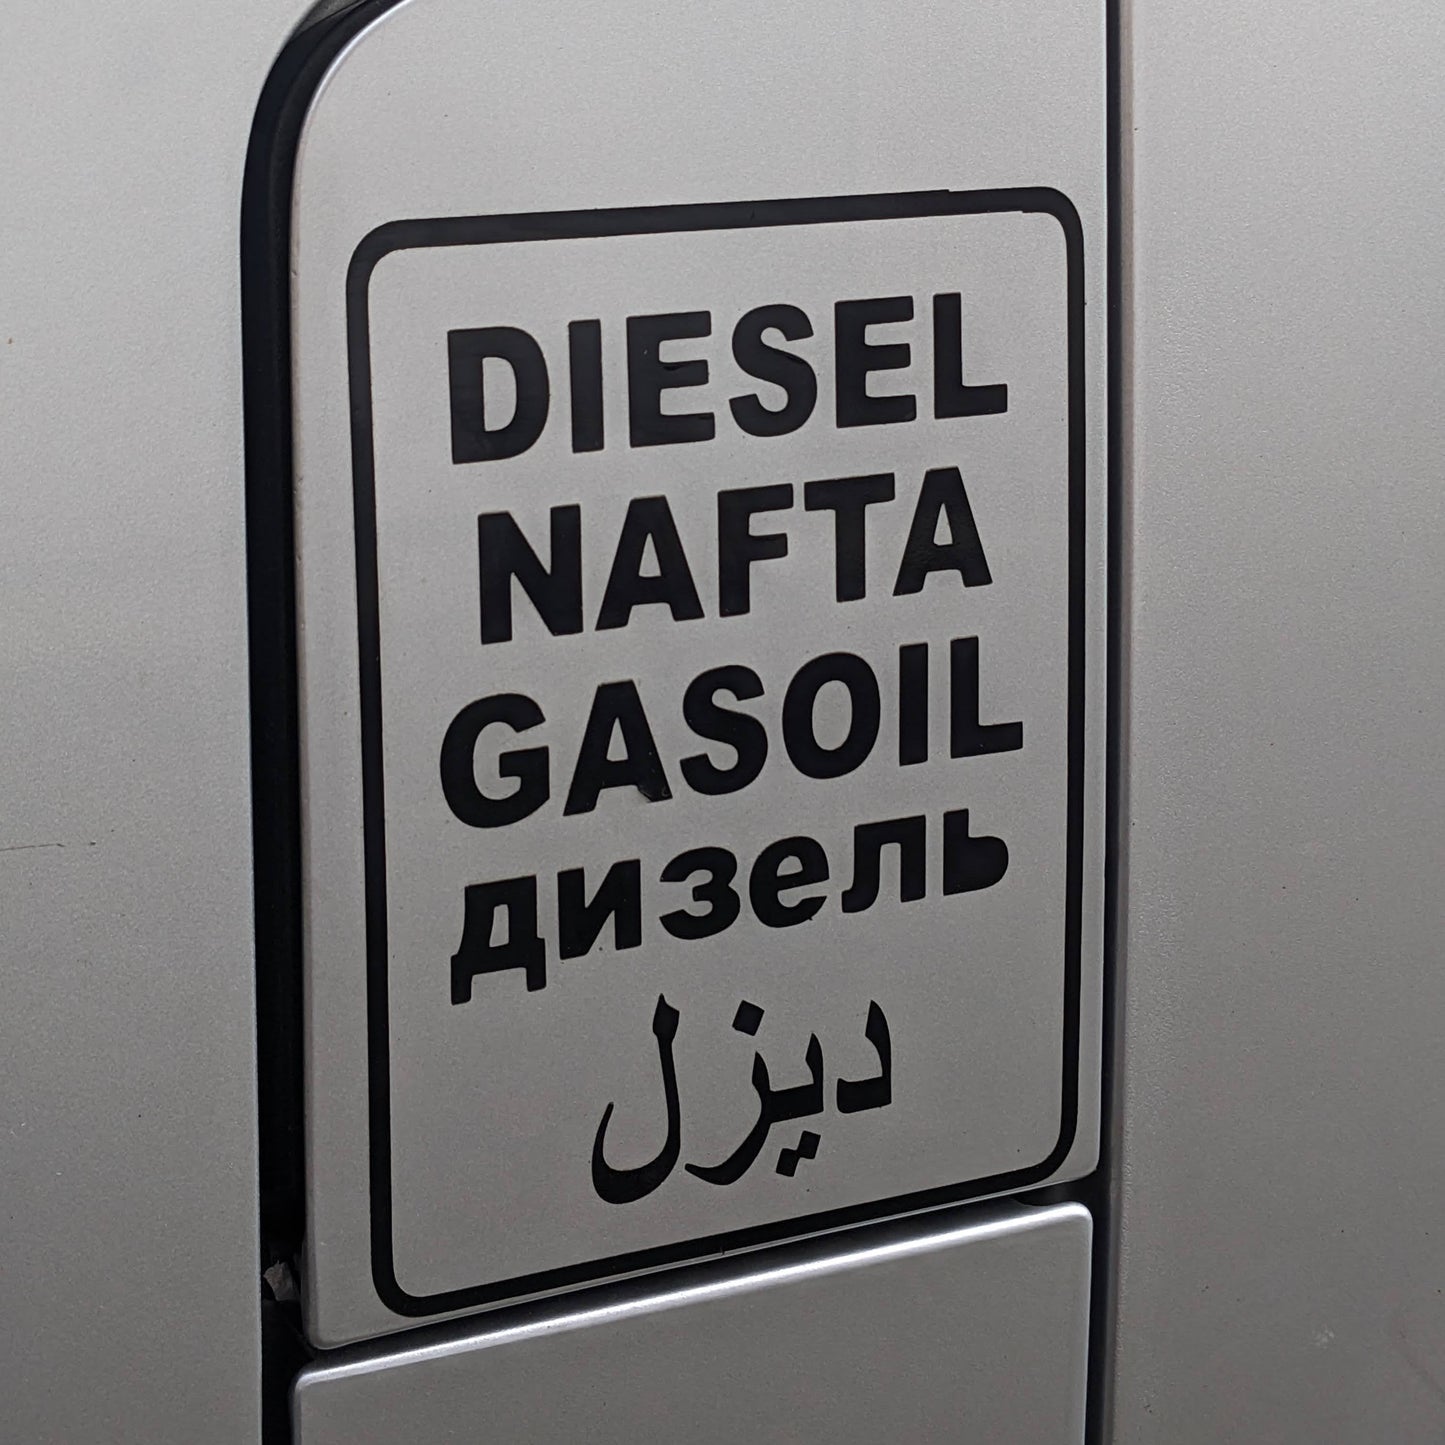 DIESEL
NAFTA
GASOIL
дизель
ديزل